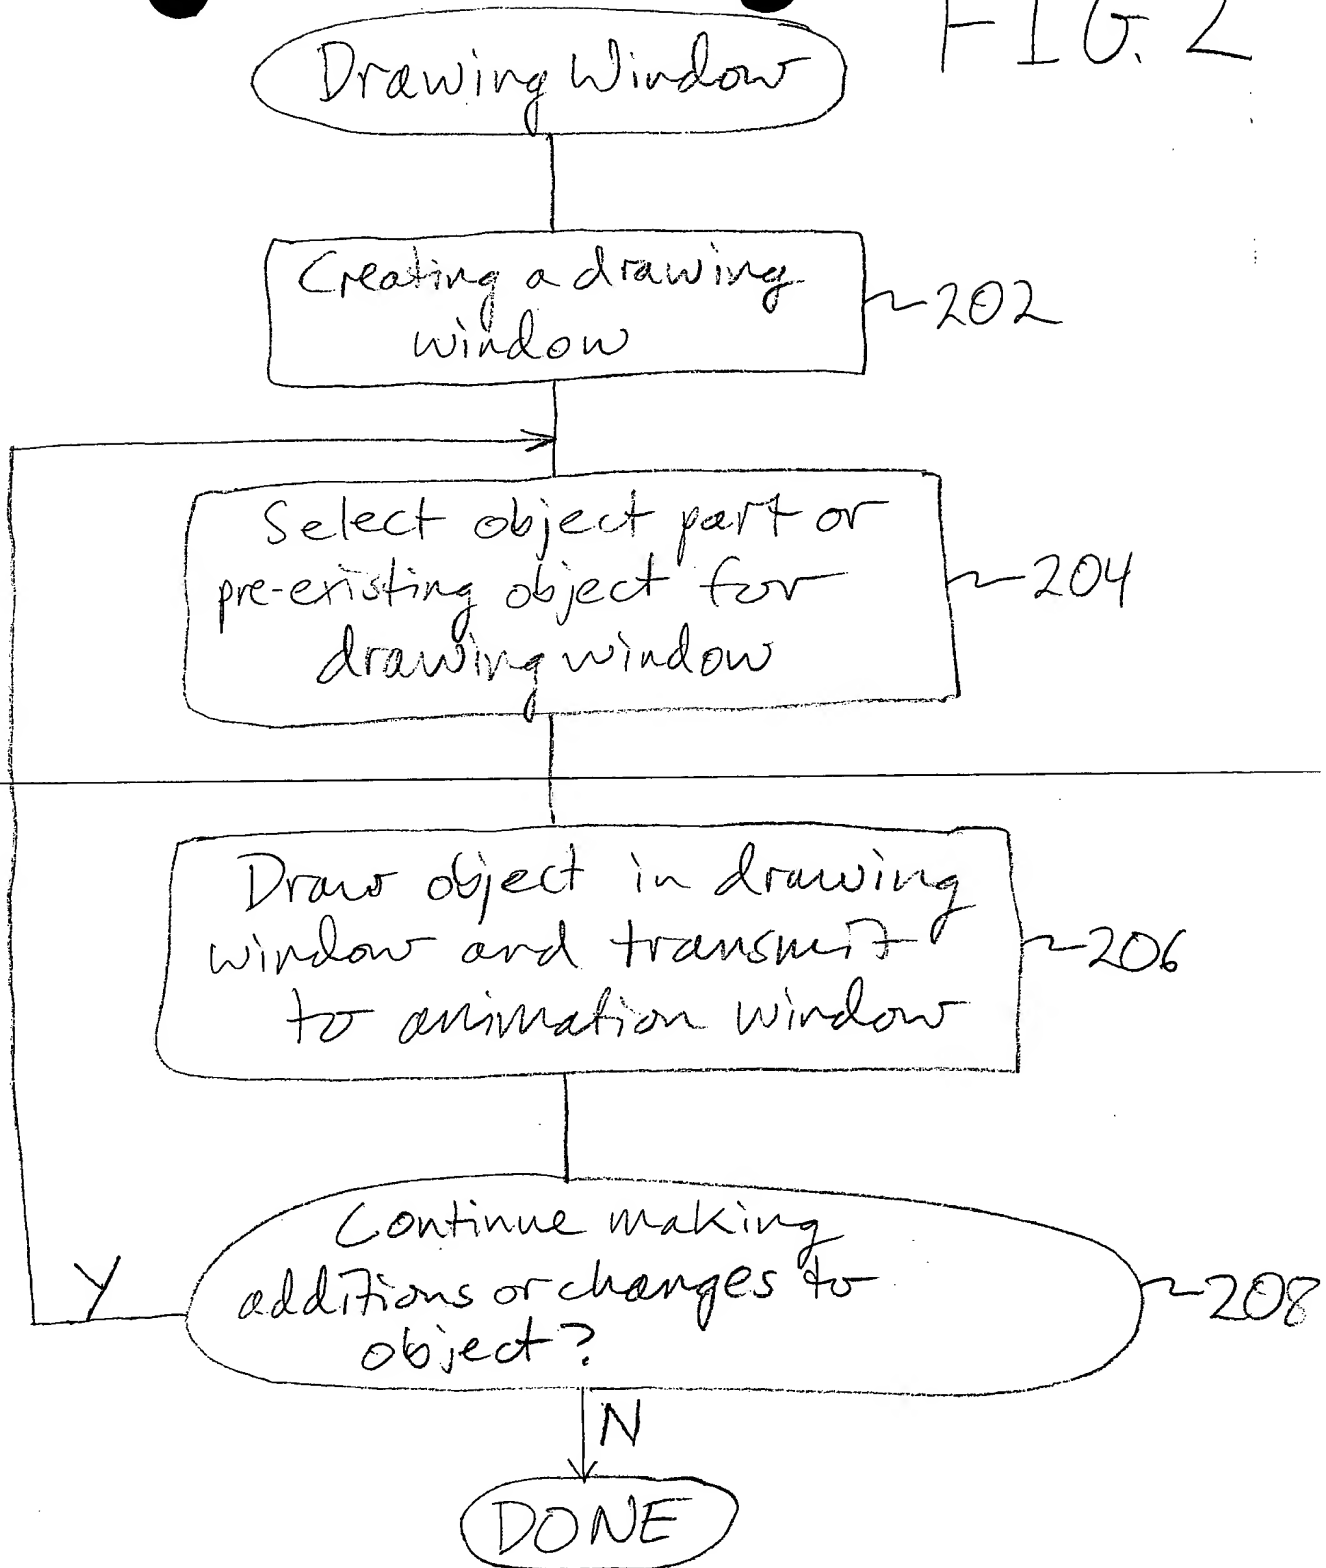 FIG. 2
Drawing Window
Creating a drawing
window
202
Select object part or
pre-existing object for
drawing window
204
Draw object in drawing
window and transmit
to animation window
206
Continue making
additions or changes to
object?
208
Y
N
DONE